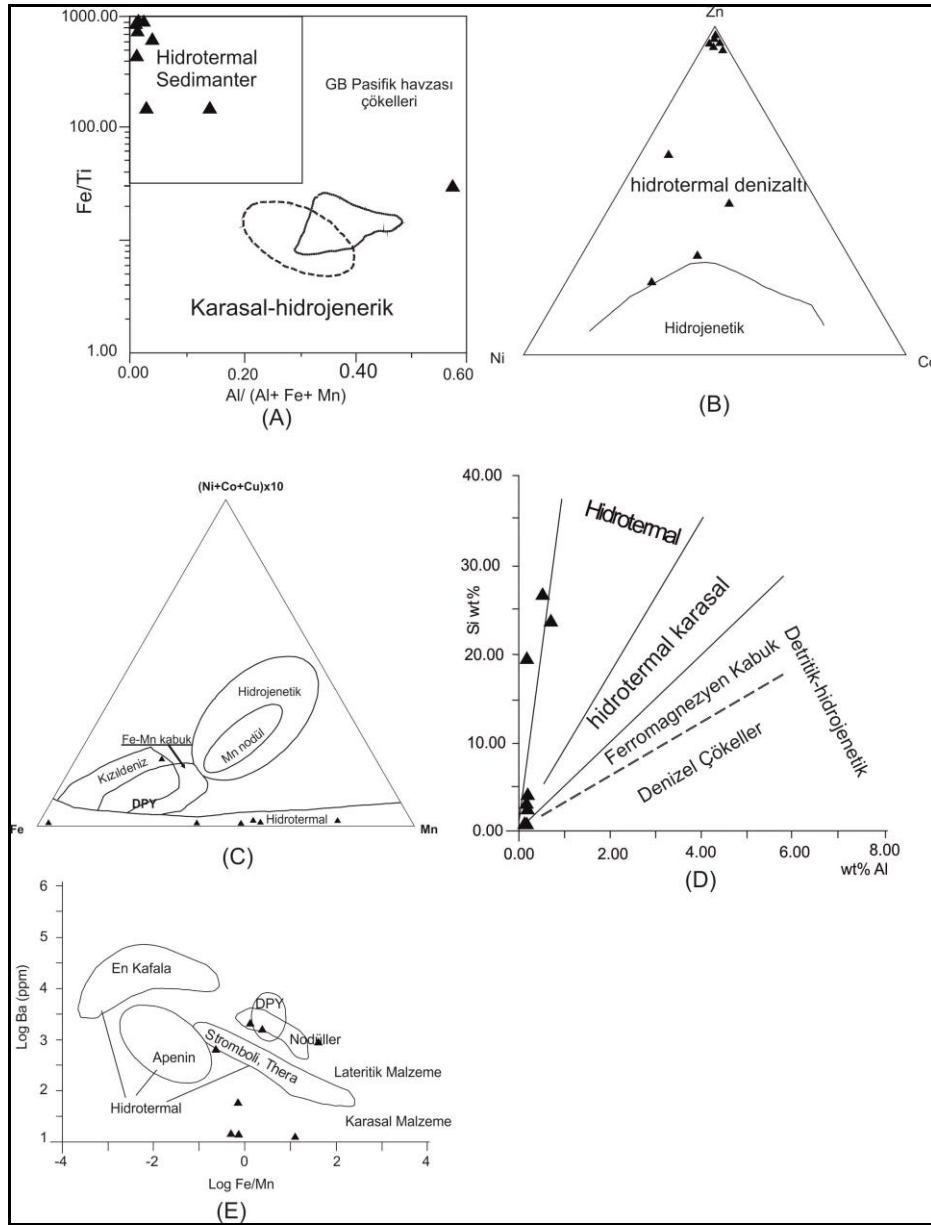 1000.00
100.00
1.00
Fe/Ti
Hidrotermal
Sedimanter
GB Pasifik havzası
çökelleri
Karasal-hidrojenerik
0.00
0.20
0.40
0.60
Al/ (Al+ Fe+ Mn)
(A)
Zn
hidrotermal denizaltı
Hidrojenetik
Ni
(B)
(Ni+Co+Cu)x10
Hidrojenetik
Mn nodül
Fe-Mn kabuk
Kızıldeniz
DPY
Hidrotermal
Fe
Mn
(C)
40.00
30.00
20.00
10.00
0.00
Si wt%
Hidrotermal
hidrotermal karasal
Ferromagnezyen Kabuk
Denizel Çökeller
Detritik-hidrojenetik
0.00
2.00
4.00
6.00
8.00
wt% Al
(D)
6
5
4
3
2
1
Log Ba (ppm)
En Kafala
DPY
Nodüller
Apenin
Stromboli, Thera
Lateritik Malzeme
Hidrotermal
Karasal Malzeme
-4
-2
0
2
4
Log Fe/Mn
(E)